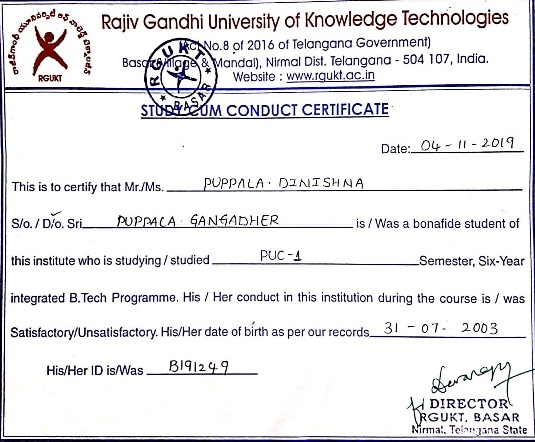 Rajiv Gandhi University of Knowledge Technologies
(Act No.8 of 2016 of Telangana Government)
Basar(Village & Mandal), Nirmal Dist. Telangana - 504 107, India.
Website : www.rgukt.ac.in
RGUKT
RGUKT
BASAR
STUDY CUM CONDUCT CERTIFICATE
Date: 04-11-2019
This is to certify that Mr./Ms. PUPPALA. DINISHNA
S/o. / D/o. Sri PUPPALA GANGADHER is / Was a bonafide student of
this institute who is studying / studied PUC-1 Semester, Six-Year
integrated B.Tech Programme. His / Her conduct in this institution during the course is / was
Satisfactory/Unsatisfactory. His/Her date of birth as per our records 31-07-2003
His/Her ID is/Was B191249
DIRECTOR
RGUKT, BASAR
Nirmal, Telangana State